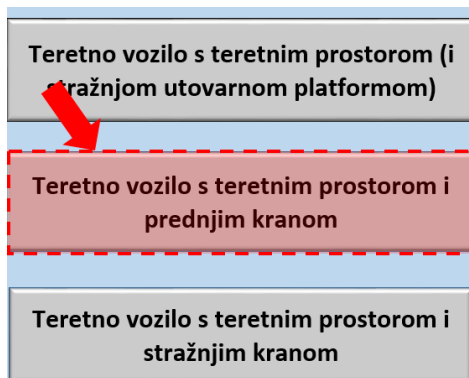 Teretno vozilo s teretnim prostorom (i
stražnjom utovarnom platformom)
Teretno vozilo s teretnim prostorom i
prednjim kranom
Teretno vozilo s teretnim prostorom i
stražnjim kranom